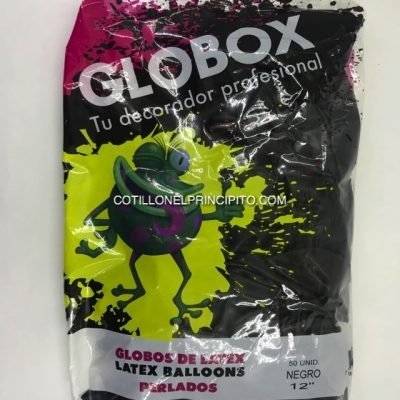 GLOBOX
Tu decorador profesional
COTILLONELPRINCIPITO.COM
GLOBOS DE LATEX
LATEX BALLOONS
PERLADOS
50 UNID.
NEGRO
12"